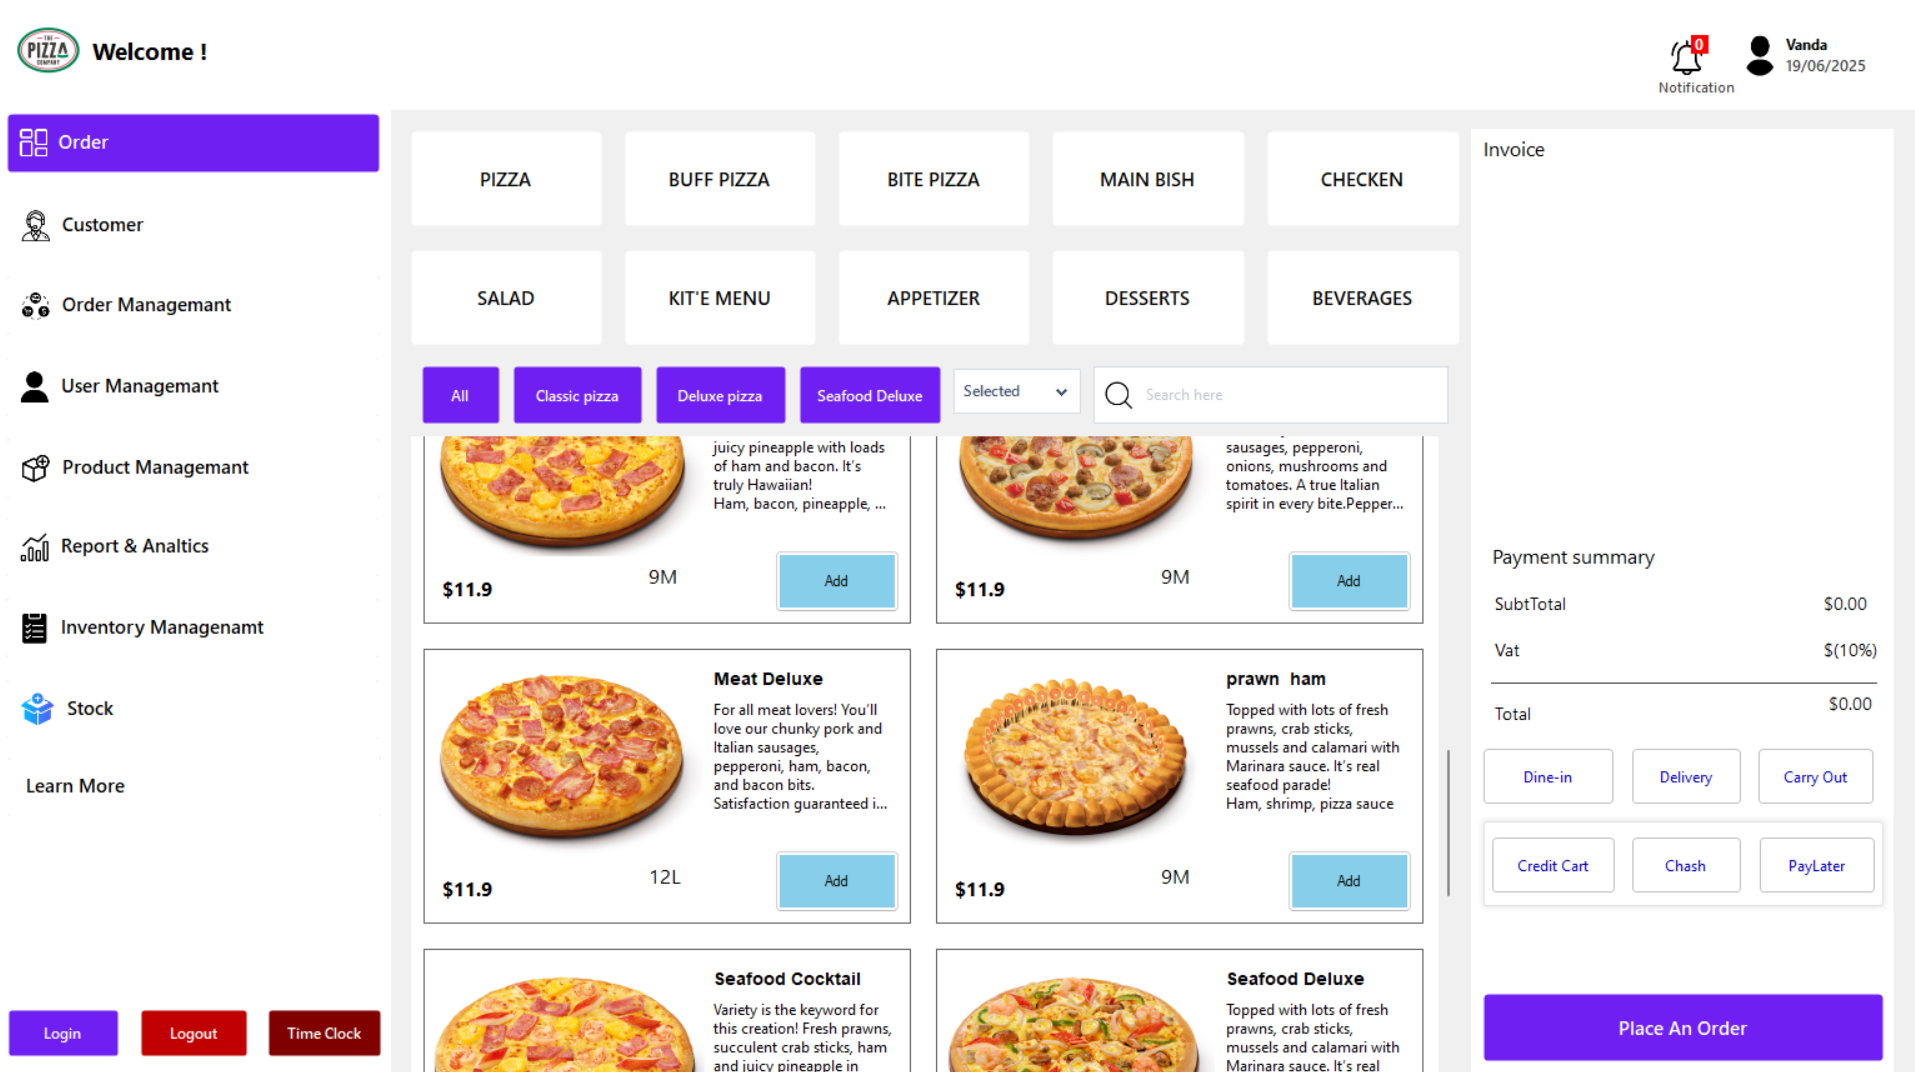 THE
PIZZA
COMPANY
Welcome !
0
Notification
Vanda
19/06/2025
Order
Customer
Order Managemant
User Managemant
Product Managemant
Report & Analtics
Inventory Managenamt
Stock
Learn More
Login
Logout
Time Clock
PIZZA
BUFF PIZZA
BITE PIZZA
MAIN BISH
CHECKEN
SALAD
KIT'E MENU
APPETIZER
DESSERTS
BEVERAGES
All
Classic pizza
Deluxe pizza
Seafood Deluxe
Selected
Search here
juicy pineapple with loads
of ham and bacon. It's
truly Hawaiian!
Ham, bacon, pineapple, ...
$11.9
9M
Add
sausages, pepperoni,
onions, mushrooms and
tomatoes. A true Italian
spirit in every bite.Pepper...
$11.9
9M
Add
Meat Deluxe
For all meat lovers! You'll
love our chunky pork and
Italian sausages,
pepperoni, ham, bacon,
and bacon bits.
Satisfaction guaranteed i...
$11.9
12L
Add
prawn ham
Topped with lots of fresh
prawns, crab sticks,
mussels and calamari with
Marinara sauce. It's real
seafood parade!
Ham, shrimp, pizza sauce
$11.9
9M
Add
Seafood Cocktail
Variety is the keyword for
this creation! Fresh prawns,
succulent crab sticks, ham
and juicy pineapple in
Seafood Deluxe
Topped with lots of fresh
prawns, crab sticks,
mussels and calamari with
Marinara sauce. It's real
Invoice
Payment summary
SubtTotal $0.00
Vat $(10%)
Total $0.00
Dine-in
Delivery
Carry Out
Credit Cart
Chash
PayLater
Place An Order